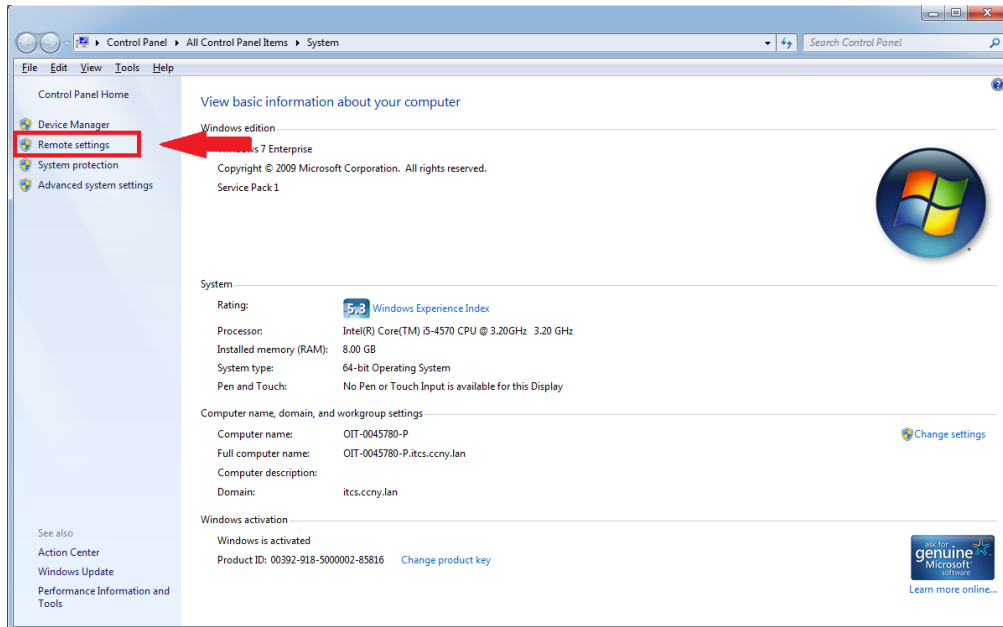 Control Panel ▸ All Control Panel Items ▸ System
Search Control Panel
File Edit View Tools Help
Control Panel Home
Device Manager
Remote settings
System protection
Advanced system settings
View basic information about your computer
Windows edition
7 Enterprise
Copyright © 2009 Microsoft Corporation. All rights reserved.
Service Pack 1
System
Rating: 5.3 Windows Experience Index
Processor: Intel(R) Core(TM) i5-4570 CPU @ 3.20GHz 3.20 GHz
Installed memory (RAM): 8.00 GB
System type: 64-bit Operating System
Pen and Touch: No Pen or Touch Input is available for this Display
Computer name, domain, and workgroup settings
Computer name: OIT-0045780-P
Change settings
Full computer name: OIT-0045780-P.itcs.ccny.lan
Computer description:
Domain: itcs.ccny.lan
Windows activation
Windows is activated
Product ID: 00392-918-5000002-85816 Change product key
ask for
genuine
Microsoft
software
Learn more online...
See also
Action Center
Windows Update
Performance Information and
Tools